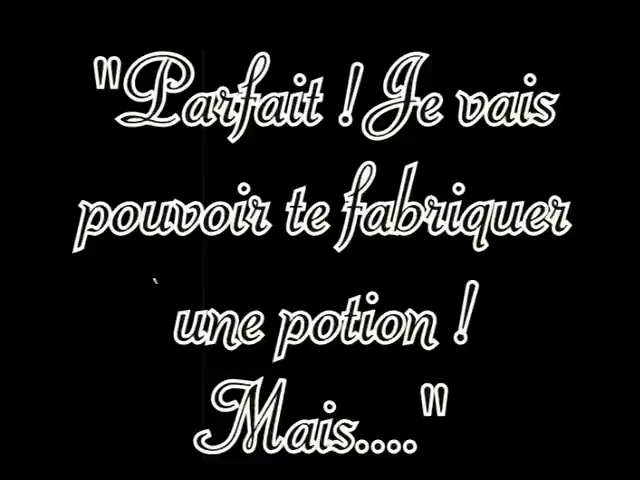 "Parfait ! Je vais
pouvoir te fabriquer
une potion !
Mais...."